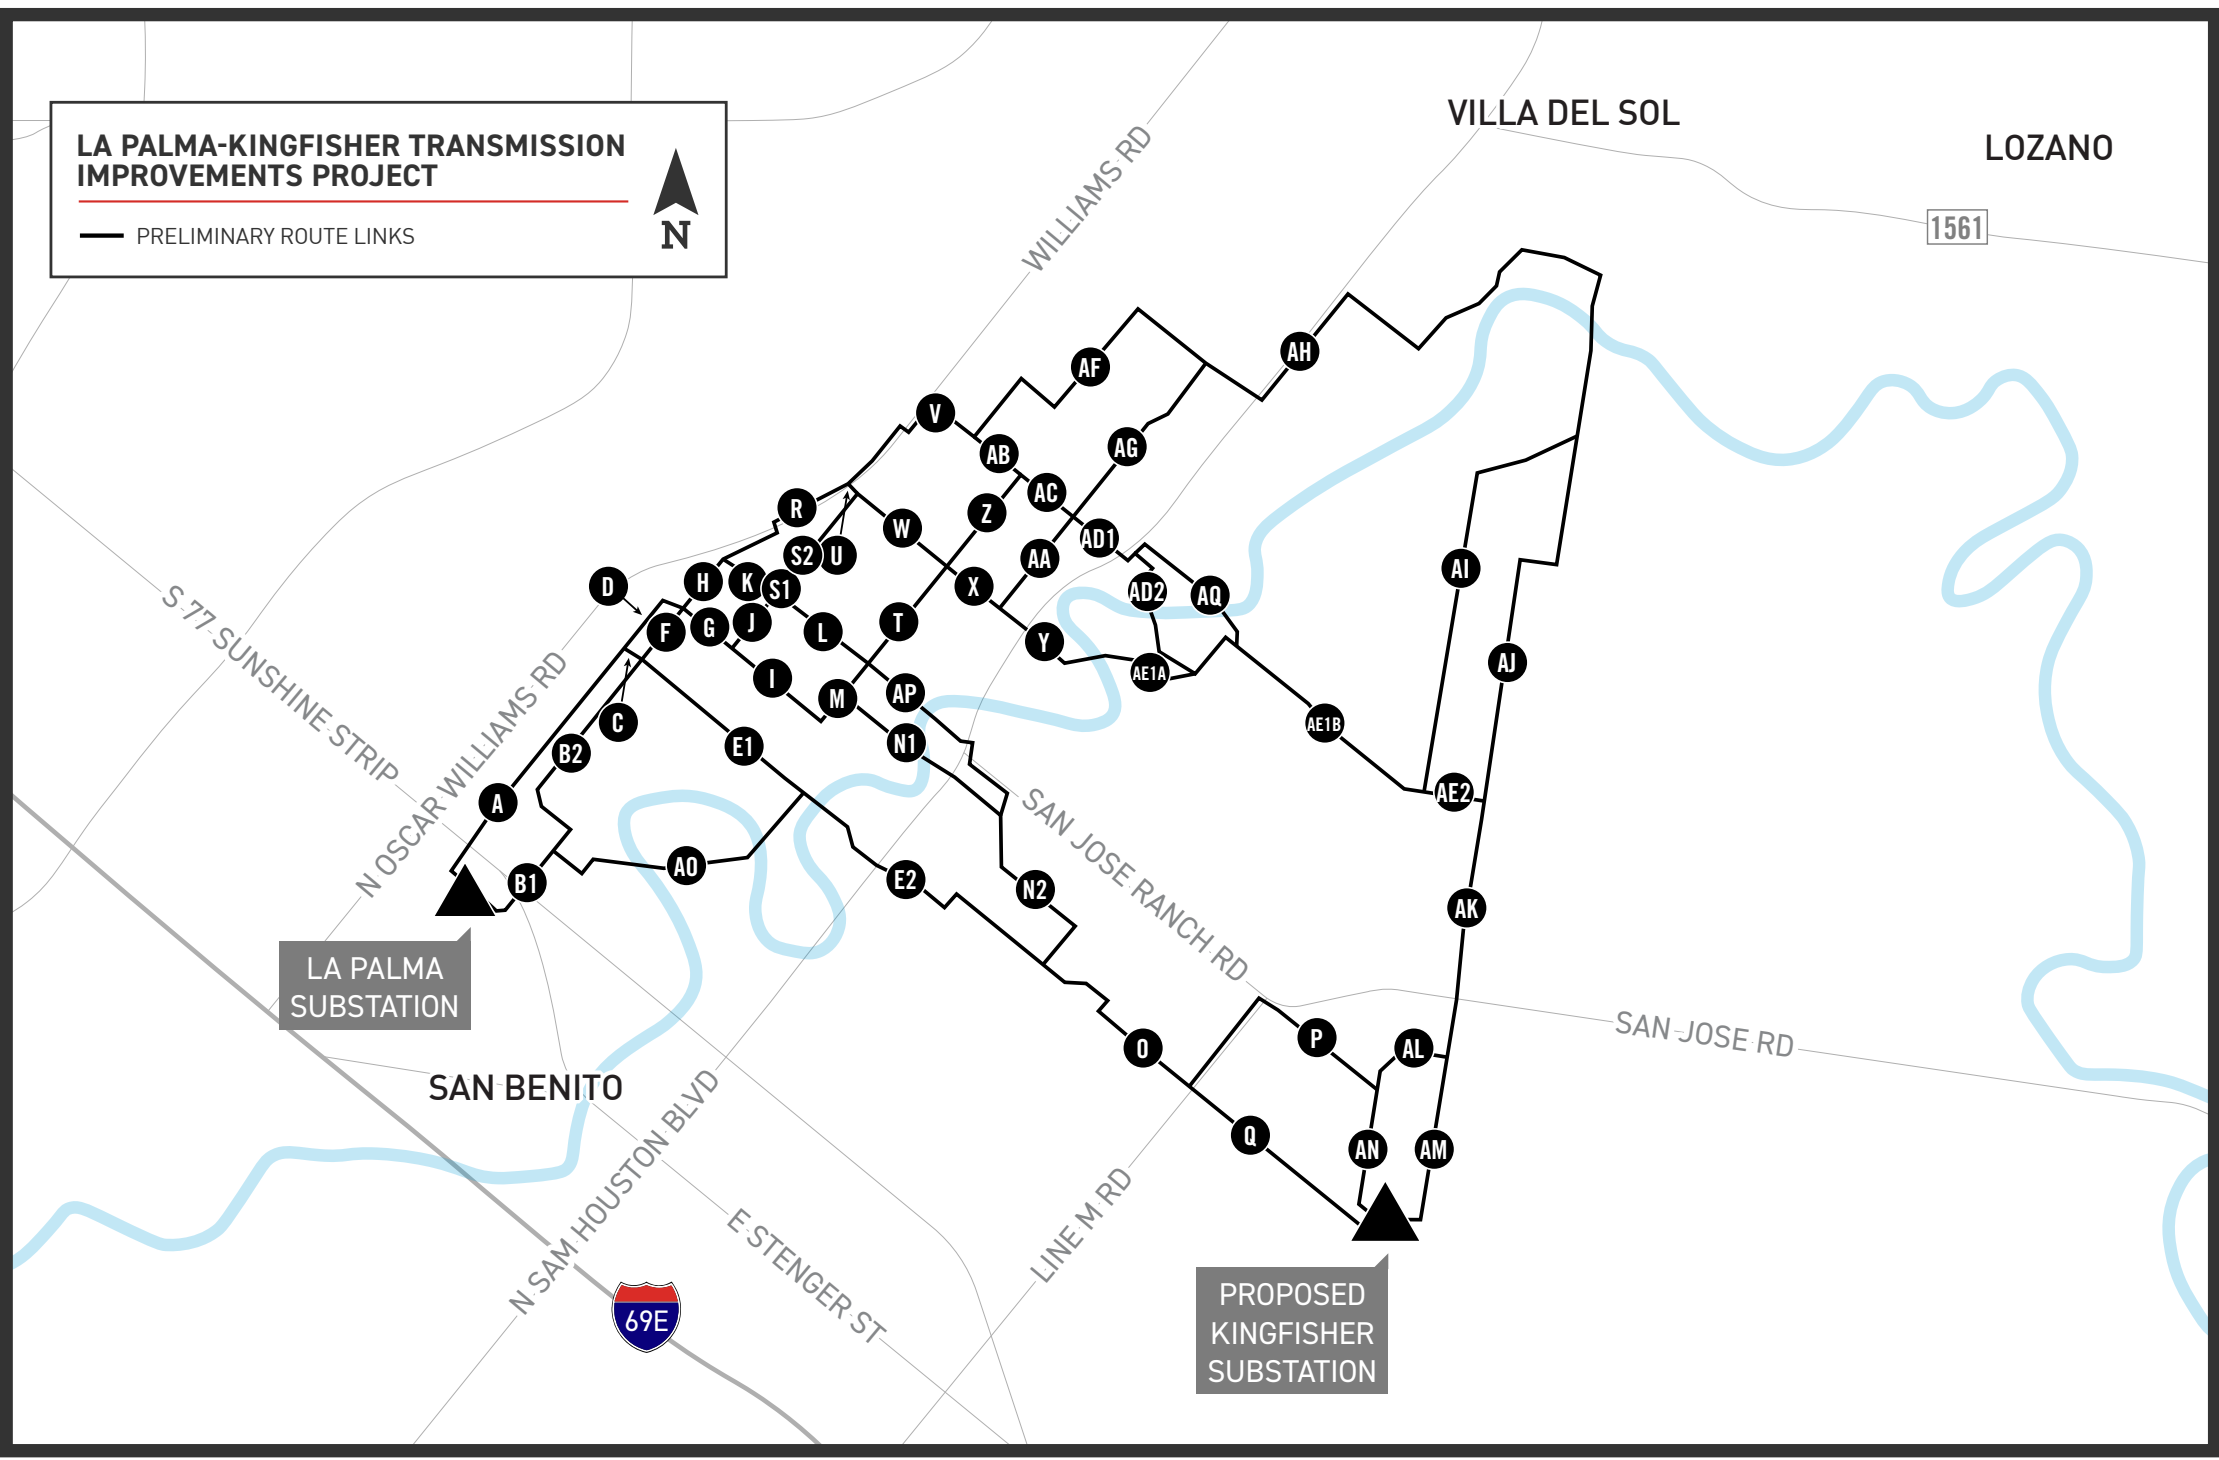 LA PALMA-KINGFISHER TRANSMISSION
IMPROVEMENTS PROJECT
PRELIMINARY ROUTE LINKS
N
VILLA DEL SOL
LOZANO
1561
WILLIAMS RD
AH
AF
V
AB
AG
AC
R
Z
W
AD1
S2
U
AA
AI
D
H
K
S1
X
AD2
AQ
F
G
J
L
T
Y
AJ
AE1A
I
M
AP
C
AE1B
N1
E1
B2
AE2
A
S 77 SUNSHINE STRIP
N OSCAR WILLIAMS RD
SAN JOSE RANCH RD
AO
E2
B1
N2
AK
LA PALMA
SUBSTATION
SAN JOSE RD
P
O
AL
SAN BENITO
Q
AN
AM
N SAM HOUSTON BLVD
E STENGER ST
LINE M RD
69E
PROPOSED
KINGFISHER
SUBSTATION